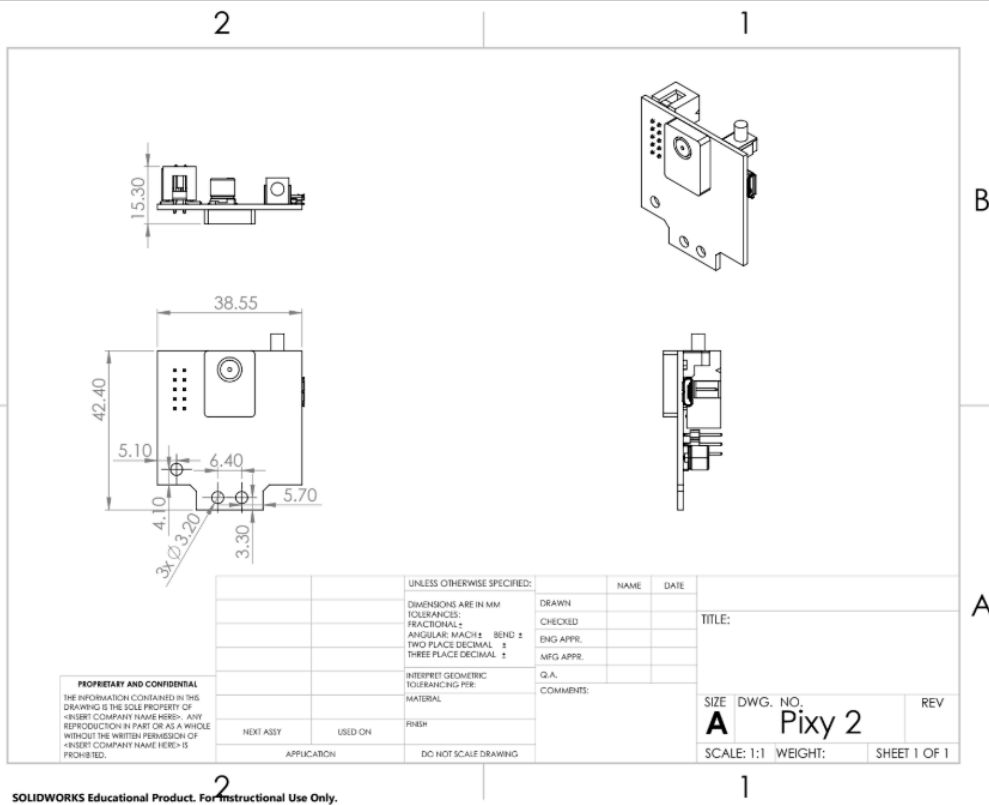 2
1
15.30
B
38.55
42.40
5.10
6.40
5.70
4.10
3x Ø 3.20
3.30
A
UNLESS OTHERWISE SPECIFIED:
DIMENSIONS ARE IN MM
TOLERANCES:
FRACTIONAL ±
ANGULAR: MACH ± BEND ±
TWO PLACE DECIMAL ±
THREE PLACE DECIMAL ±
INTERPRET GEOMETRIC
TOLERANCING PER:
MATERIAL
FINISH
DO NOT SCALE DRAWING
NAME
DATE
DRAWN
CHECKED
ENG APPR.
MFG APPR.
Q.A.
COMMENTS:
TITLE:
SIZE
A
DWG. NO.
Pixy 2
REV
SCALE: 1:1
WEIGHT:
SHEET 1 OF 1
PROPRIETARY AND CONFIDENTIAL
THE INFORMATION CONTAINED IN THIS
DRAWING IS THE SOLE PROPERTY OF
<INSERT COMPANY NAME HERE>. ANY
REPRODUCTION IN PART OR AS A WHOLE
WITHOUT THE WRITTEN PERMISSION OF
<INSERT COMPANY NAME HERE> IS
PROHIBITED.
NEXT ASSY
USED ON
APPLICATION
2
1
SOLIDWORKS Educational Product. For Instructional Use Only.